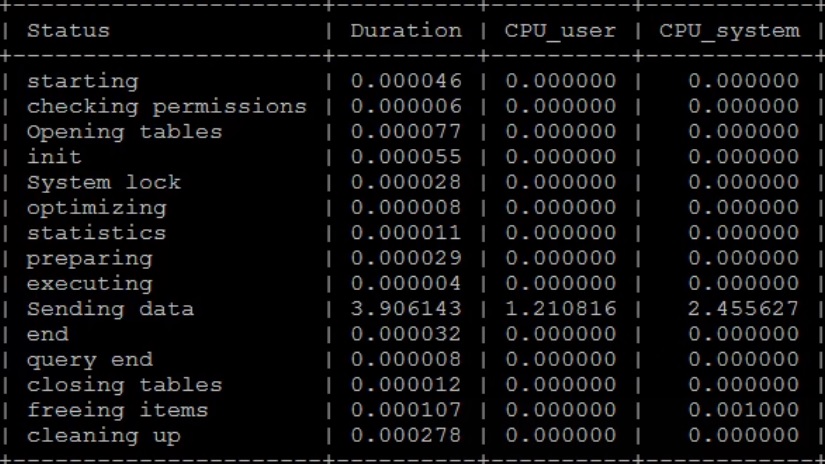 | Status | Duration | CPU_user | CPU_system |
| starting | 0.000046 | 0.000000 | 0.000000 |
| checking permissions | 0.000006 | 0.000000 | 0.000000 |
| Opening tables | 0.000077 | 0.000000 | 0.000000 |
| init | 0.000055 | 0.000000 | 0.000000 |
| System lock | 0.000028 | 0.000000 | 0.000000 |
| optimizing | 0.000008 | 0.000000 | 0.000000 |
| statistics | 0.000011 | 0.000000 | 0.000000 |
| preparing | 0.000029 | 0.000000 | 0.000000 |
| executing | 0.000004 | 0.000000 | 0.000000 |
| Sending data | 3.906143 | 1.210816 | 2.455627 |
| end | 0.000032 | 0.000000 | 0.000000 |
| query end | 0.000008 | 0.000000 | 0.000000 |
| closing tables | 0.000012 | 0.000000 | 0.000000 |
| freeing items | 0.000107 | 0.000000 | 0.001000 |
| cleaning up | 0.000278 | 0.000000 | 0.000000 |